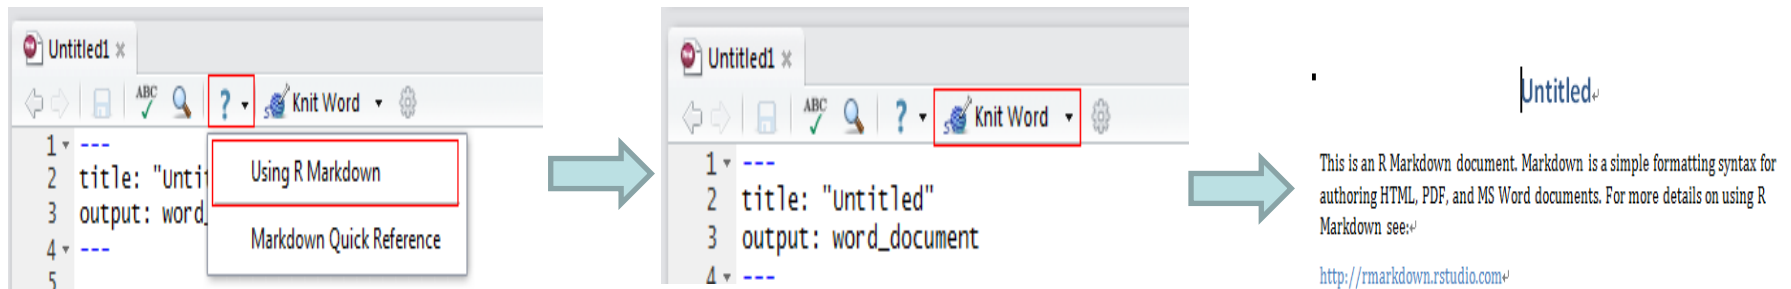 Untitled1 ×
ABC ? Knit Word
1 ---
2 title: "Untit
3 output: word_
4 ---
5
Using R Markdown
Markdown Quick Reference
Untitled1 ×
ABC ? Knit Word
1 ---
2 title: "Untitled"
3 output: word_document
4 ---
Untitled
This is an R Markdown document. Markdown is a simple formatting syntax for
authoring HTML, PDF, and MS Word documents. For more details on using R
Markdown see:
http://rmarkdown.rstudio.com